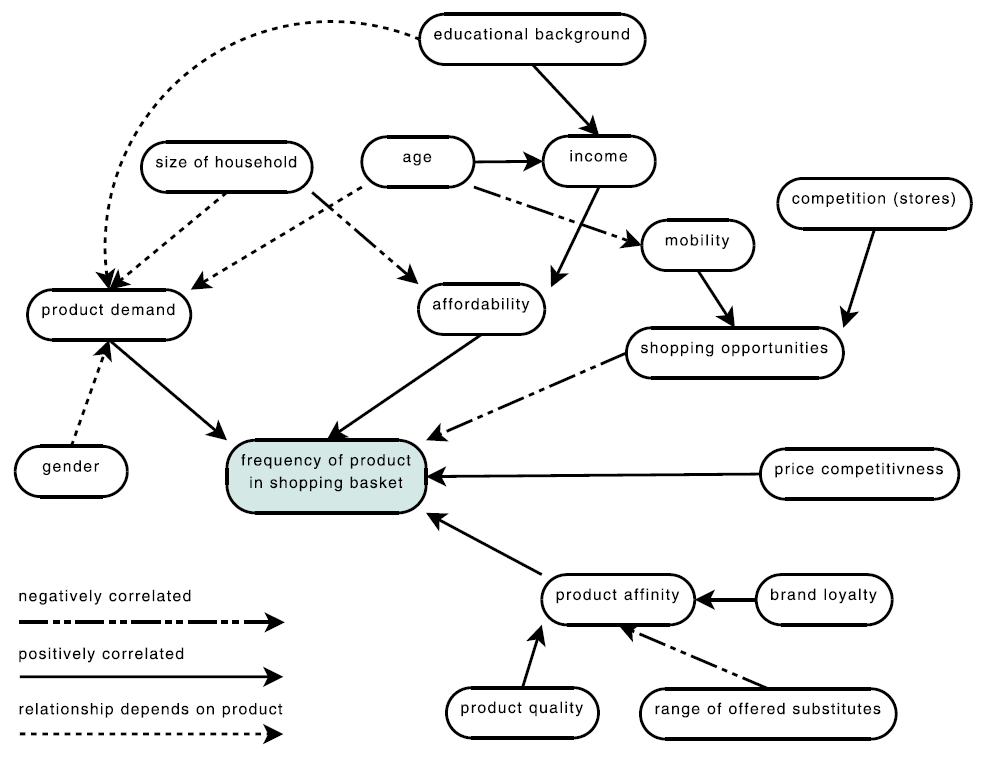 educational background
size of household
age
income
competition (stores)
mobility
product demand
affordability
shopping opportunities
gender
frequency of product
in shopping basket
price competitivness
negatively correlated
product affinity
brand loyalty
positively correlated
relationship depends on product
product quality
range of offered substitutes